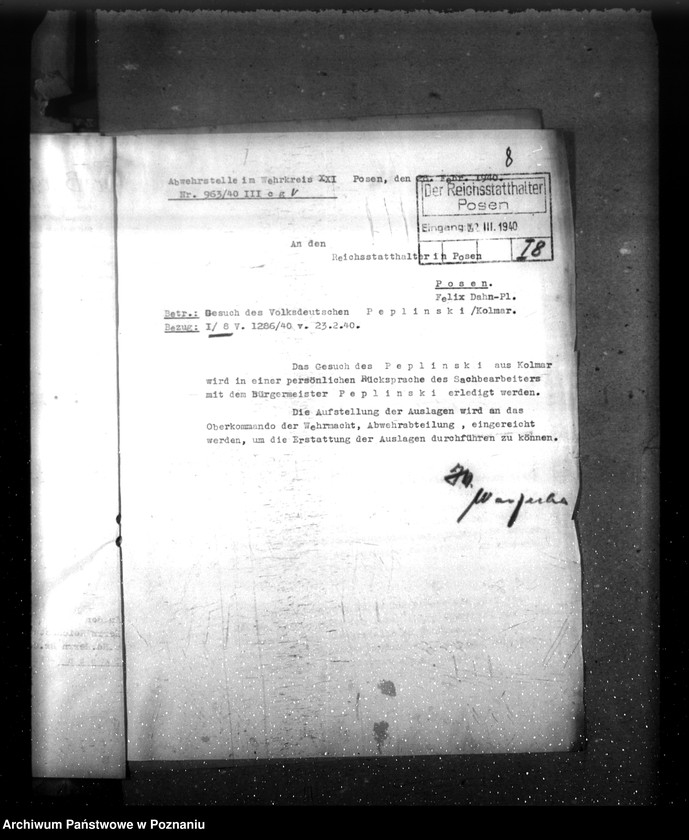 8
Abwehrstelle im Wehrkreis XXI Posen, den Febr. 1940.
Nr. 963/40 III c g V
Der Reichsstatthalter
Posen
Eingang: III. 1940
I8
An den
Reichsstatthalter in Posen
P o s e n.
Felix Dahn-Pl.
Betr.: Gesuch des Volksdeutschen P e p l i n s k i /Kolmar.
Bezug: I/ 8 V. 1286/40 v. 23.2.40.
Das Gesuch des P e p l i n s k i aus Kolmar
wird in einer persönlichen Rücksprache des Sachbearbeiters
mit dem Bürgermeister P e p l i n s k i erledigt werden.
Die Aufstellung der Auslagen wird an das
Oberkommando der Wehrmacht, Abwehrabteilung , eingereicht
werden, um die Erstattung der Auslagen durchführen zu können.
Archiwum Państwowe w Poznaniu